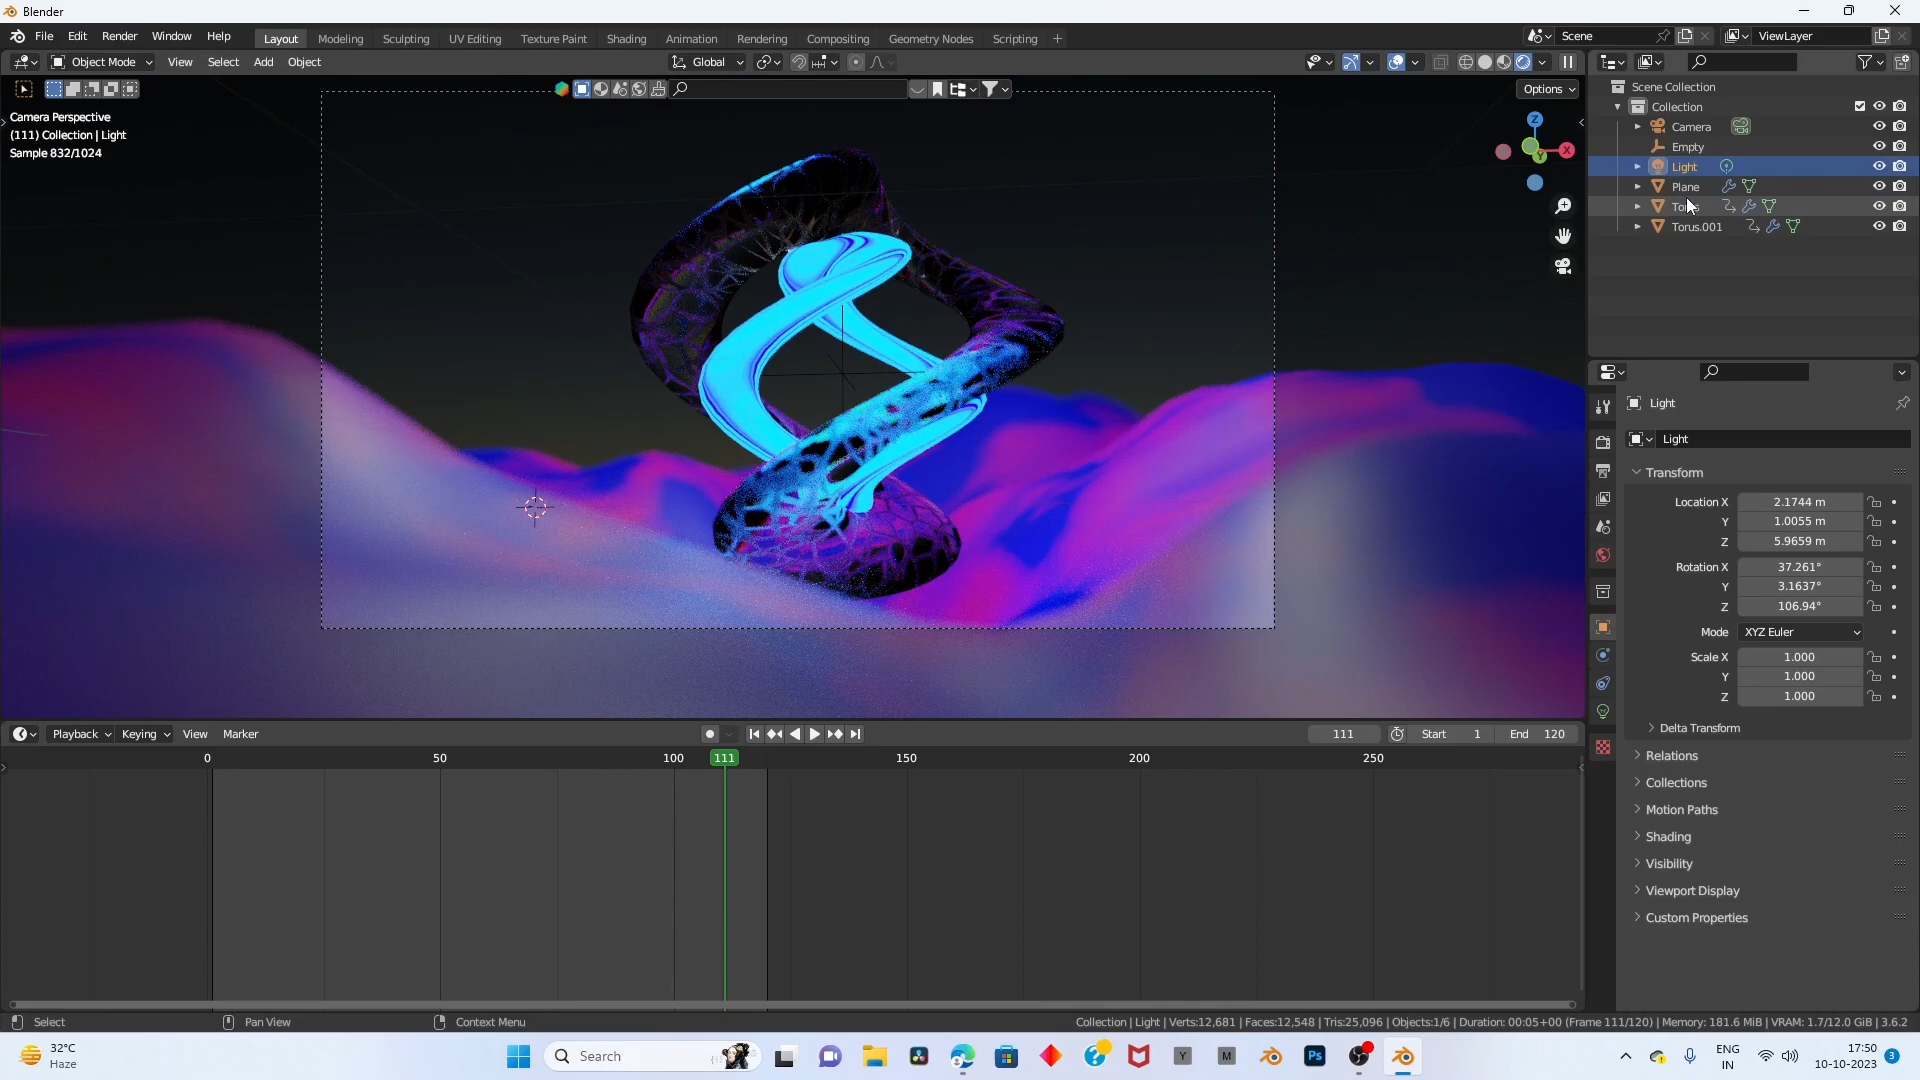 Blender
File Edit Render Window Help
Layout Modeling Sculpting UV Editing Texture Paint Shading Animation Rendering Compositing Geometry Nodes Scripting +
Scene
ViewLayer
Object Mode View Select Add Object
Global
Options
Camera Perspective
(111) Collection | Light
Sample 832/1024
Z
X
Y
Scene Collection
Collection
Camera
Empty
Light
Plane
Torus.001
Light
Light
Transform
Location X 2.1744 m
Y 1.0055 m
Z 5.9659 m
Rotation X 37.261°
Y 3.1637°
Z 106.94°
Mode XYZ Euler
Scale X 1.000
Y 1.000
Z 1.000
Delta Transform
Relations
Collections
Motion Paths
Shading
Visibility
Viewport Display
Custom Properties
Playback Keying View Marker
111 Start 1 End 120
0 50 100 111 150 200 250
Select Pan View Context Menu
Collection | Light | Verts:12,681 | Faces:12,548 | Tris:25,096 | Objects:1/6 | Duration: 00:05+00 (Frame 111/120) | Memory: 181.6 MiB | VRAM: 1.7/12.0 GiB | 3.6.2
32°C
Haze
Search
Y
M
Ps
ENG
IN
17:50
10-10-2023
3